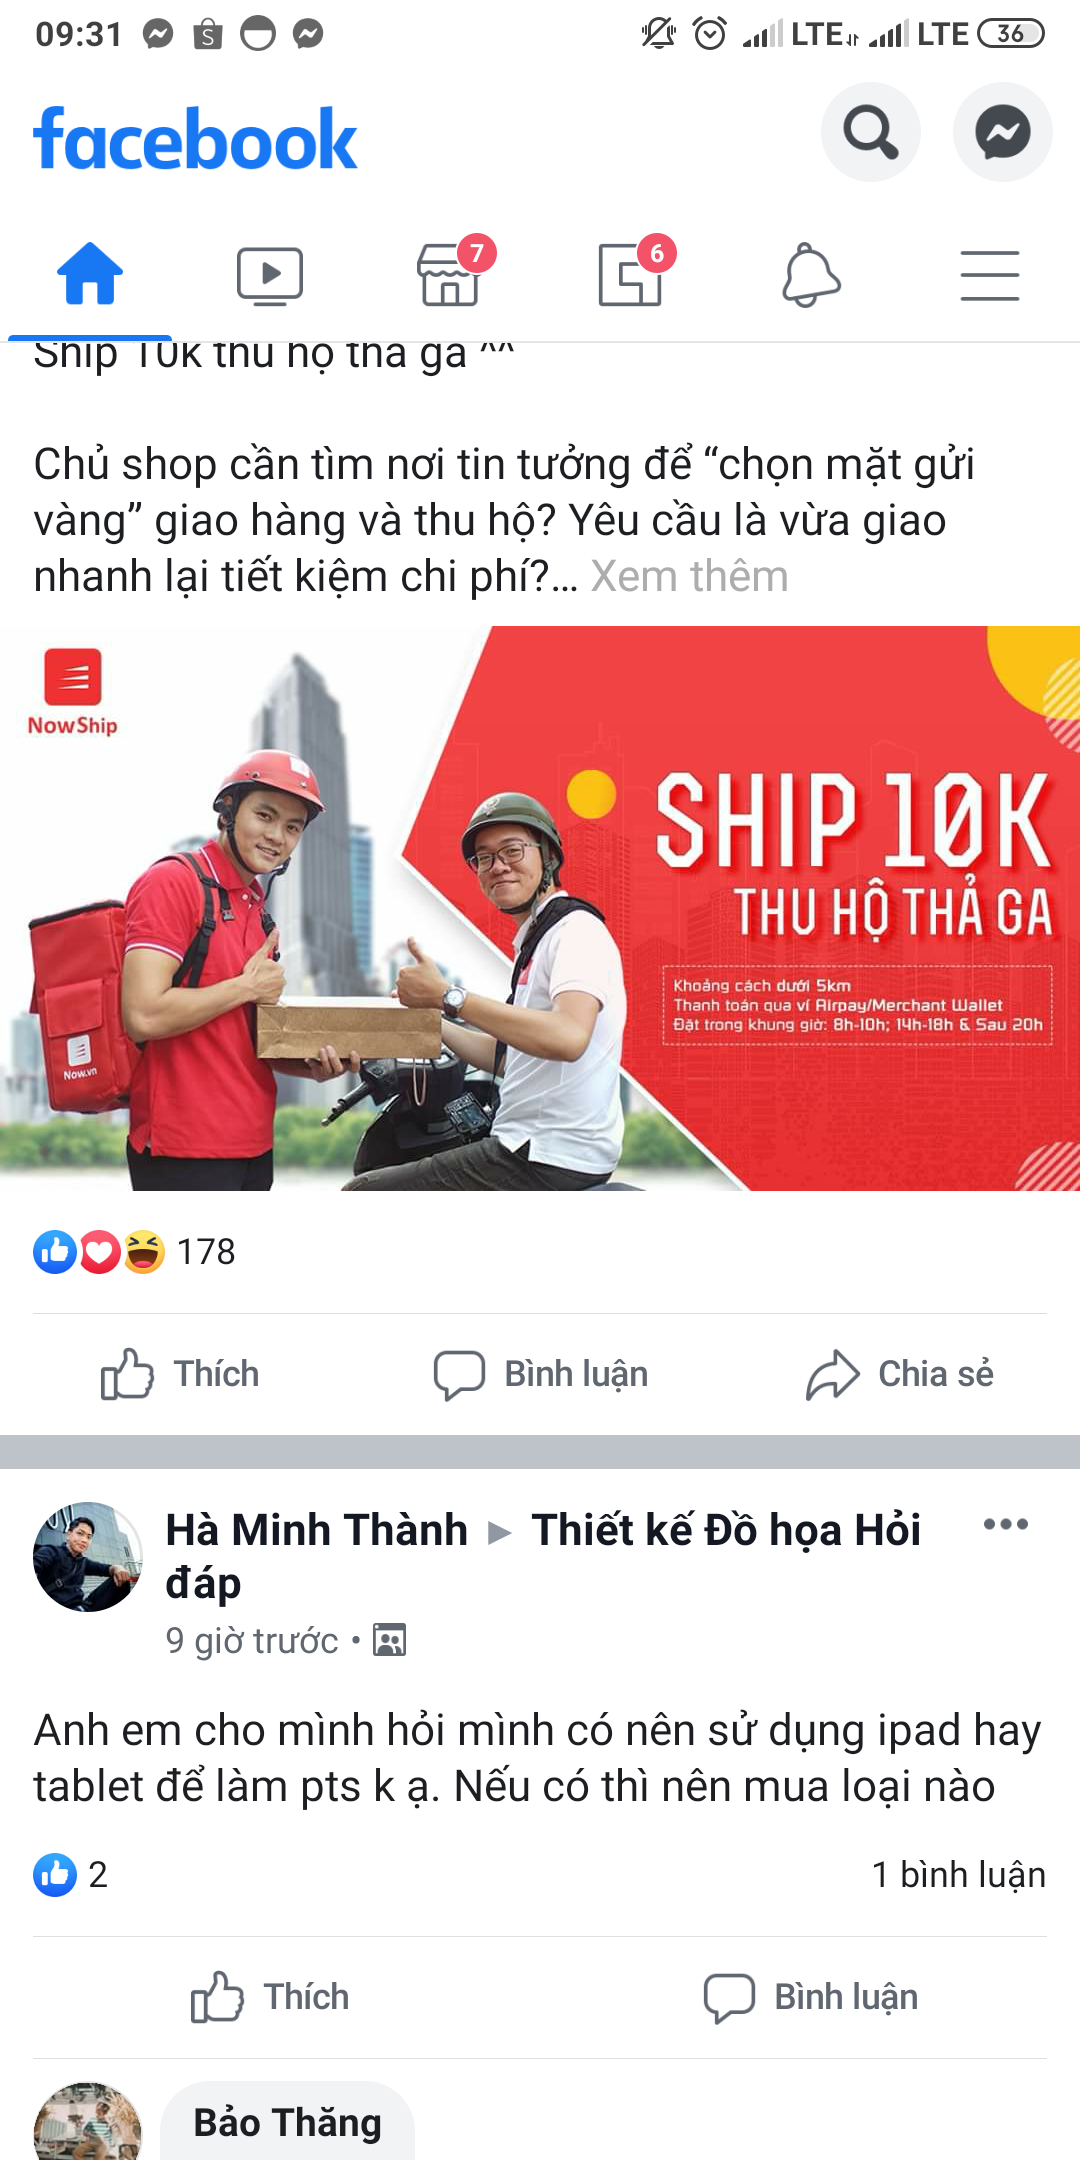 09:31 LTE LTE 36
facebook
7 6
Ship 10k thu hộ thả ga ^^
Chủ shop cần tìm nơi tin tưởng để “chọn mặt gửi
vàng” giao hàng và thu hộ? Yêu cầu là vừa giao
nhanh lại tiết kiệm chi phí?... Xem thêm
NowShip
SHIP 10K
THU HỘ THẢ GA
Khoảng cách dưới 5km
Thanh toán qua ví Airpay/Merchant Wallet
Đặt trong khung giờ: 8h-10h; 14h-18h & Sau 20h
Now.vn
178
Thích Bình luận Chia sẻ
Hà Minh Thành ▸ Thiết kế Đồ họa Hỏi
đáp
9 giờ trước •
Anh em cho mình hỏi mình có nên sử dụng ipad hay
tablet để làm pts k ạ. Nếu có thì nên mua loại nào
2 1 bình luận
Thích Bình luận
Bảo Thăng